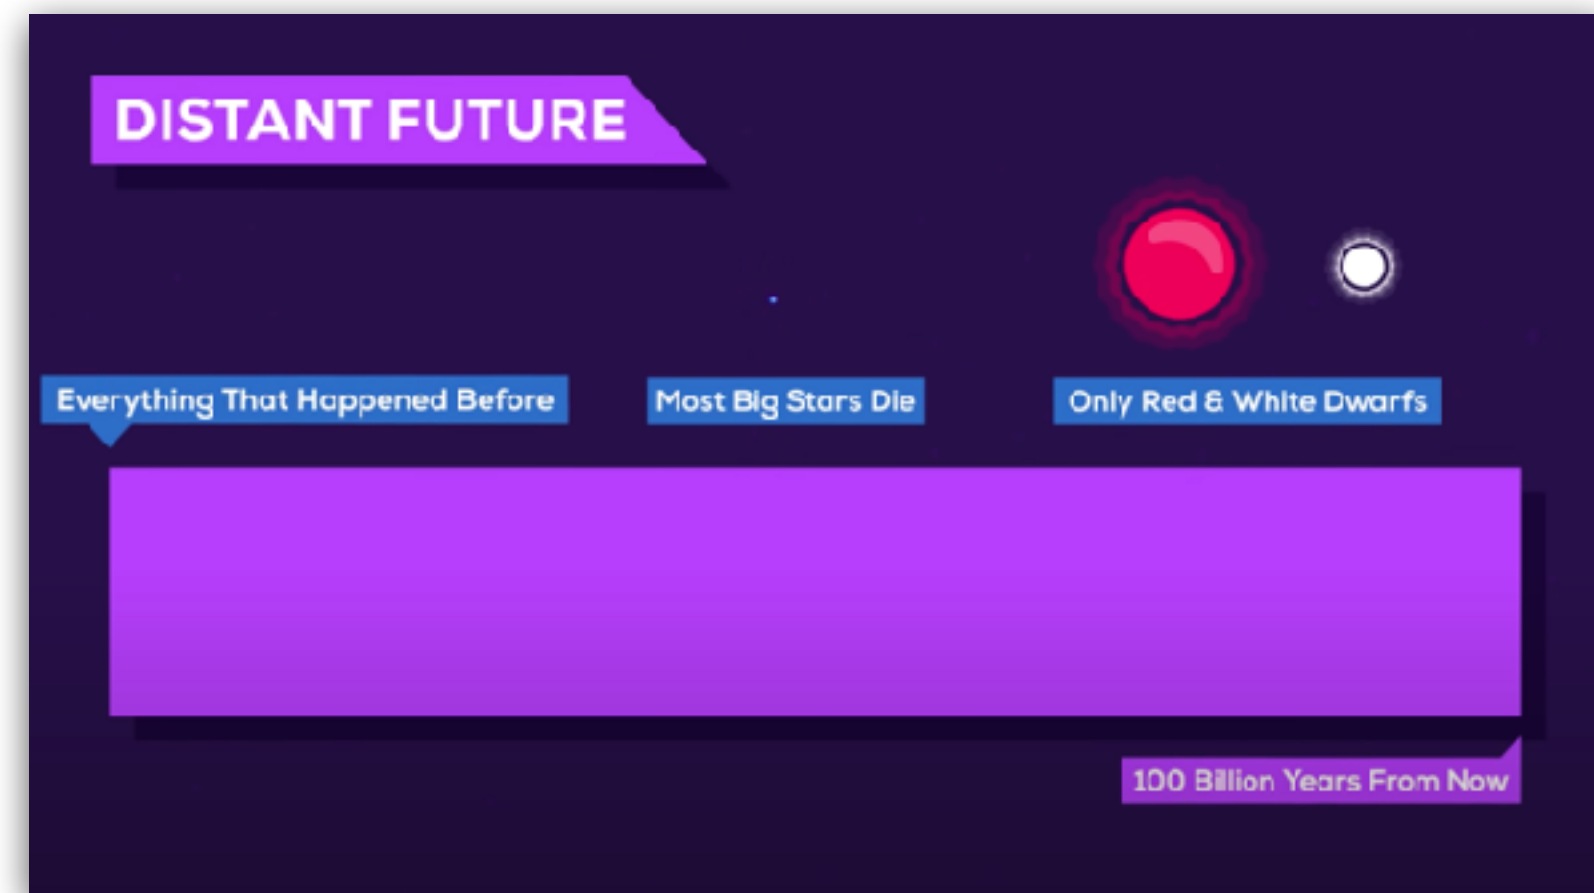 DISTANT FUTURE
Everything That Happened Before
Most Big Stars Die
Only Red & White Dwarfs
100 Billion Years From Now